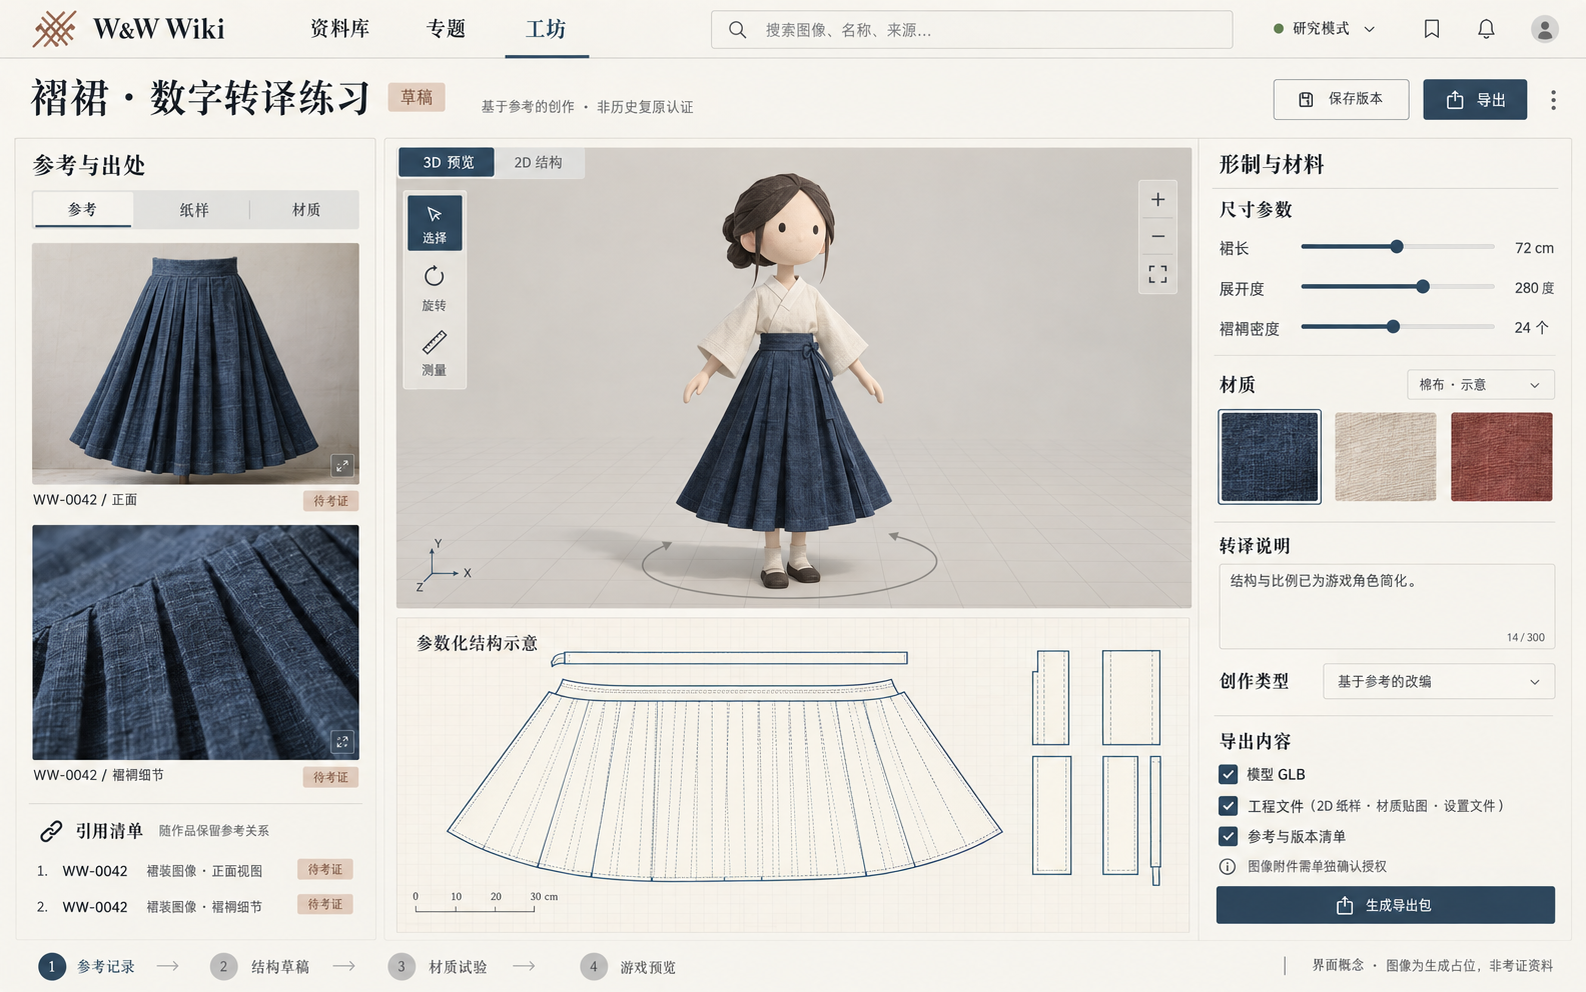 W&W Wiki
资料库
专题
工坊
搜索图像、名称、来源...
研究模式
褶裙・数字转译练习
草稿
基于参考的创作 ・ 非历史复原认证
保存版本
导出
参考与出处
参考
纸样
材质
WW-0042 / 正面
待考证
WW-0042 / 褶裥细节
待考证
引用清单
随作品保留参考关系
1. WW-0042 裙装图像・正面视图 待考证
2. WW-0042 裙装图像・褶裥细节 待考证
3D 预览
2D 结构
选择
旋转
测量
Y
X
Z
参数化结构示意
0 10 20 30 cm
形制与材料
尺寸参数
裙长 72 cm
展开度 280 度
褶裥密度 24 个
材质
棉布・示意
转译说明
结构与比例已为游戏角色简化。
14 / 300
创作类型
基于参考的改编
导出内容
模型 GLB
工程文件（2D 纸样・材质贴图・设置文件）
参考与版本清单
图像附件需单独确认授权
生成导出包
1 参考记录
2 结构草稿
3 材质试验
4 游戏预览
界面概念 ・ 图像为生成占位，非考证资料